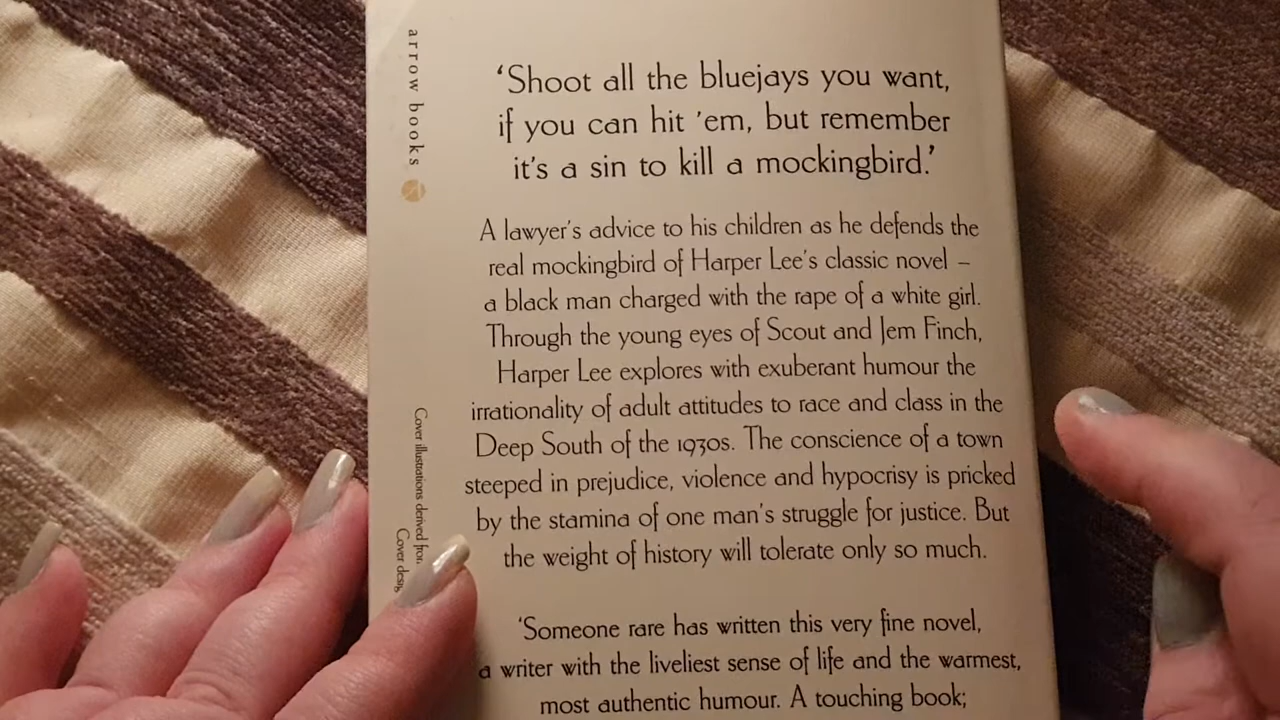 arrow books
‘Shoot all the bluejays you want,
if you can hit ’em, but remember
it’s a sin to kill a mockingbird.’
A lawyer’s advice to his children as he defends the
real mockingbird of Harper Lee’s classic novel –
a black man charged with the rape of a white girl.
Through the young eyes of Scout and Jem Finch,
Harper Lee explores with exuberant humour the
irrationality of adult attitudes to race and class in the
Deep South of the 1930s. The conscience of a town
steeped in prejudice, violence and hypocrisy is pricked
by the stamina of one man’s struggle for justice. But
the weight of history will tolerate only so much.
‘Someone rare has written this very fine novel,
a writer with the liveliest sense of life and the warmest,
most authentic humour. A touching book;
Cover illustrations derived
Cover